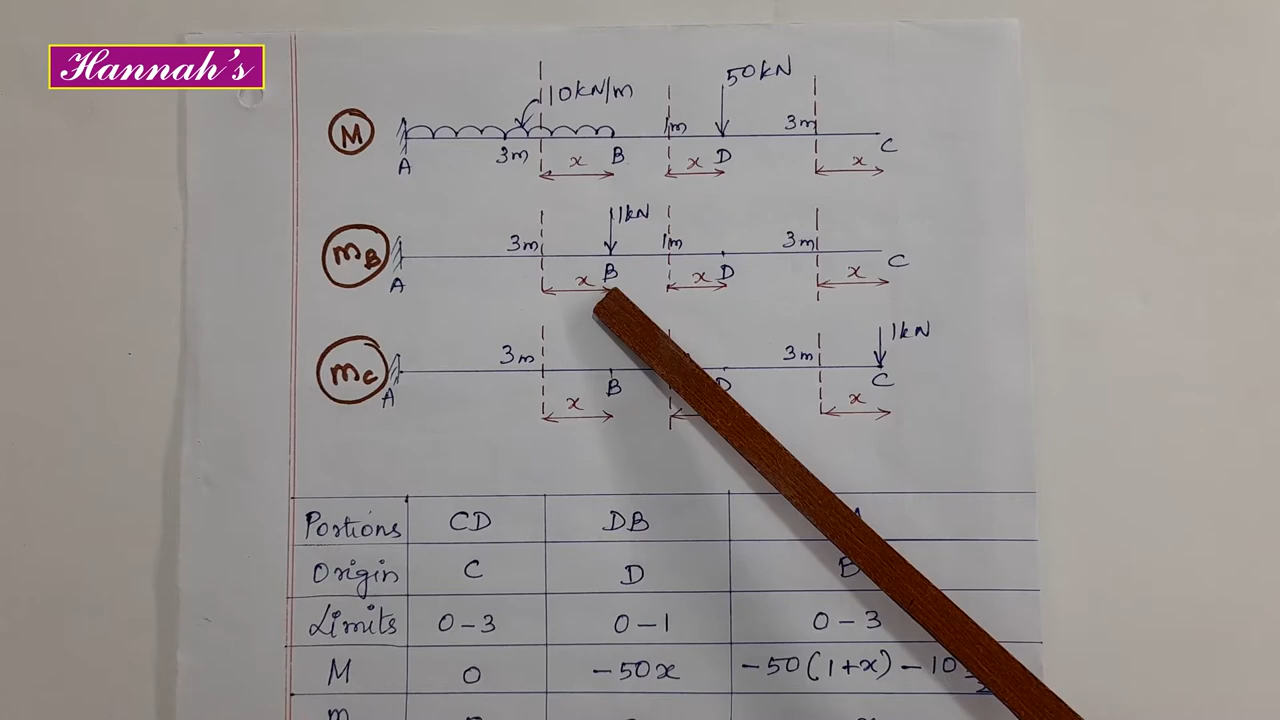 Hannah's
50kN
10kN/m
M
1m
3m
A
3m
x
B
x
D
x
C
1kN
mB
3m
1m
3m
A
x
B
x
D
x
C
1kN
mC
3m
3m
A
x
B
D
x
C
Portions CD DB A
Origin C D B
Limits 0-3 0-1 0-3
M 0 -50x -50(1+x) -10